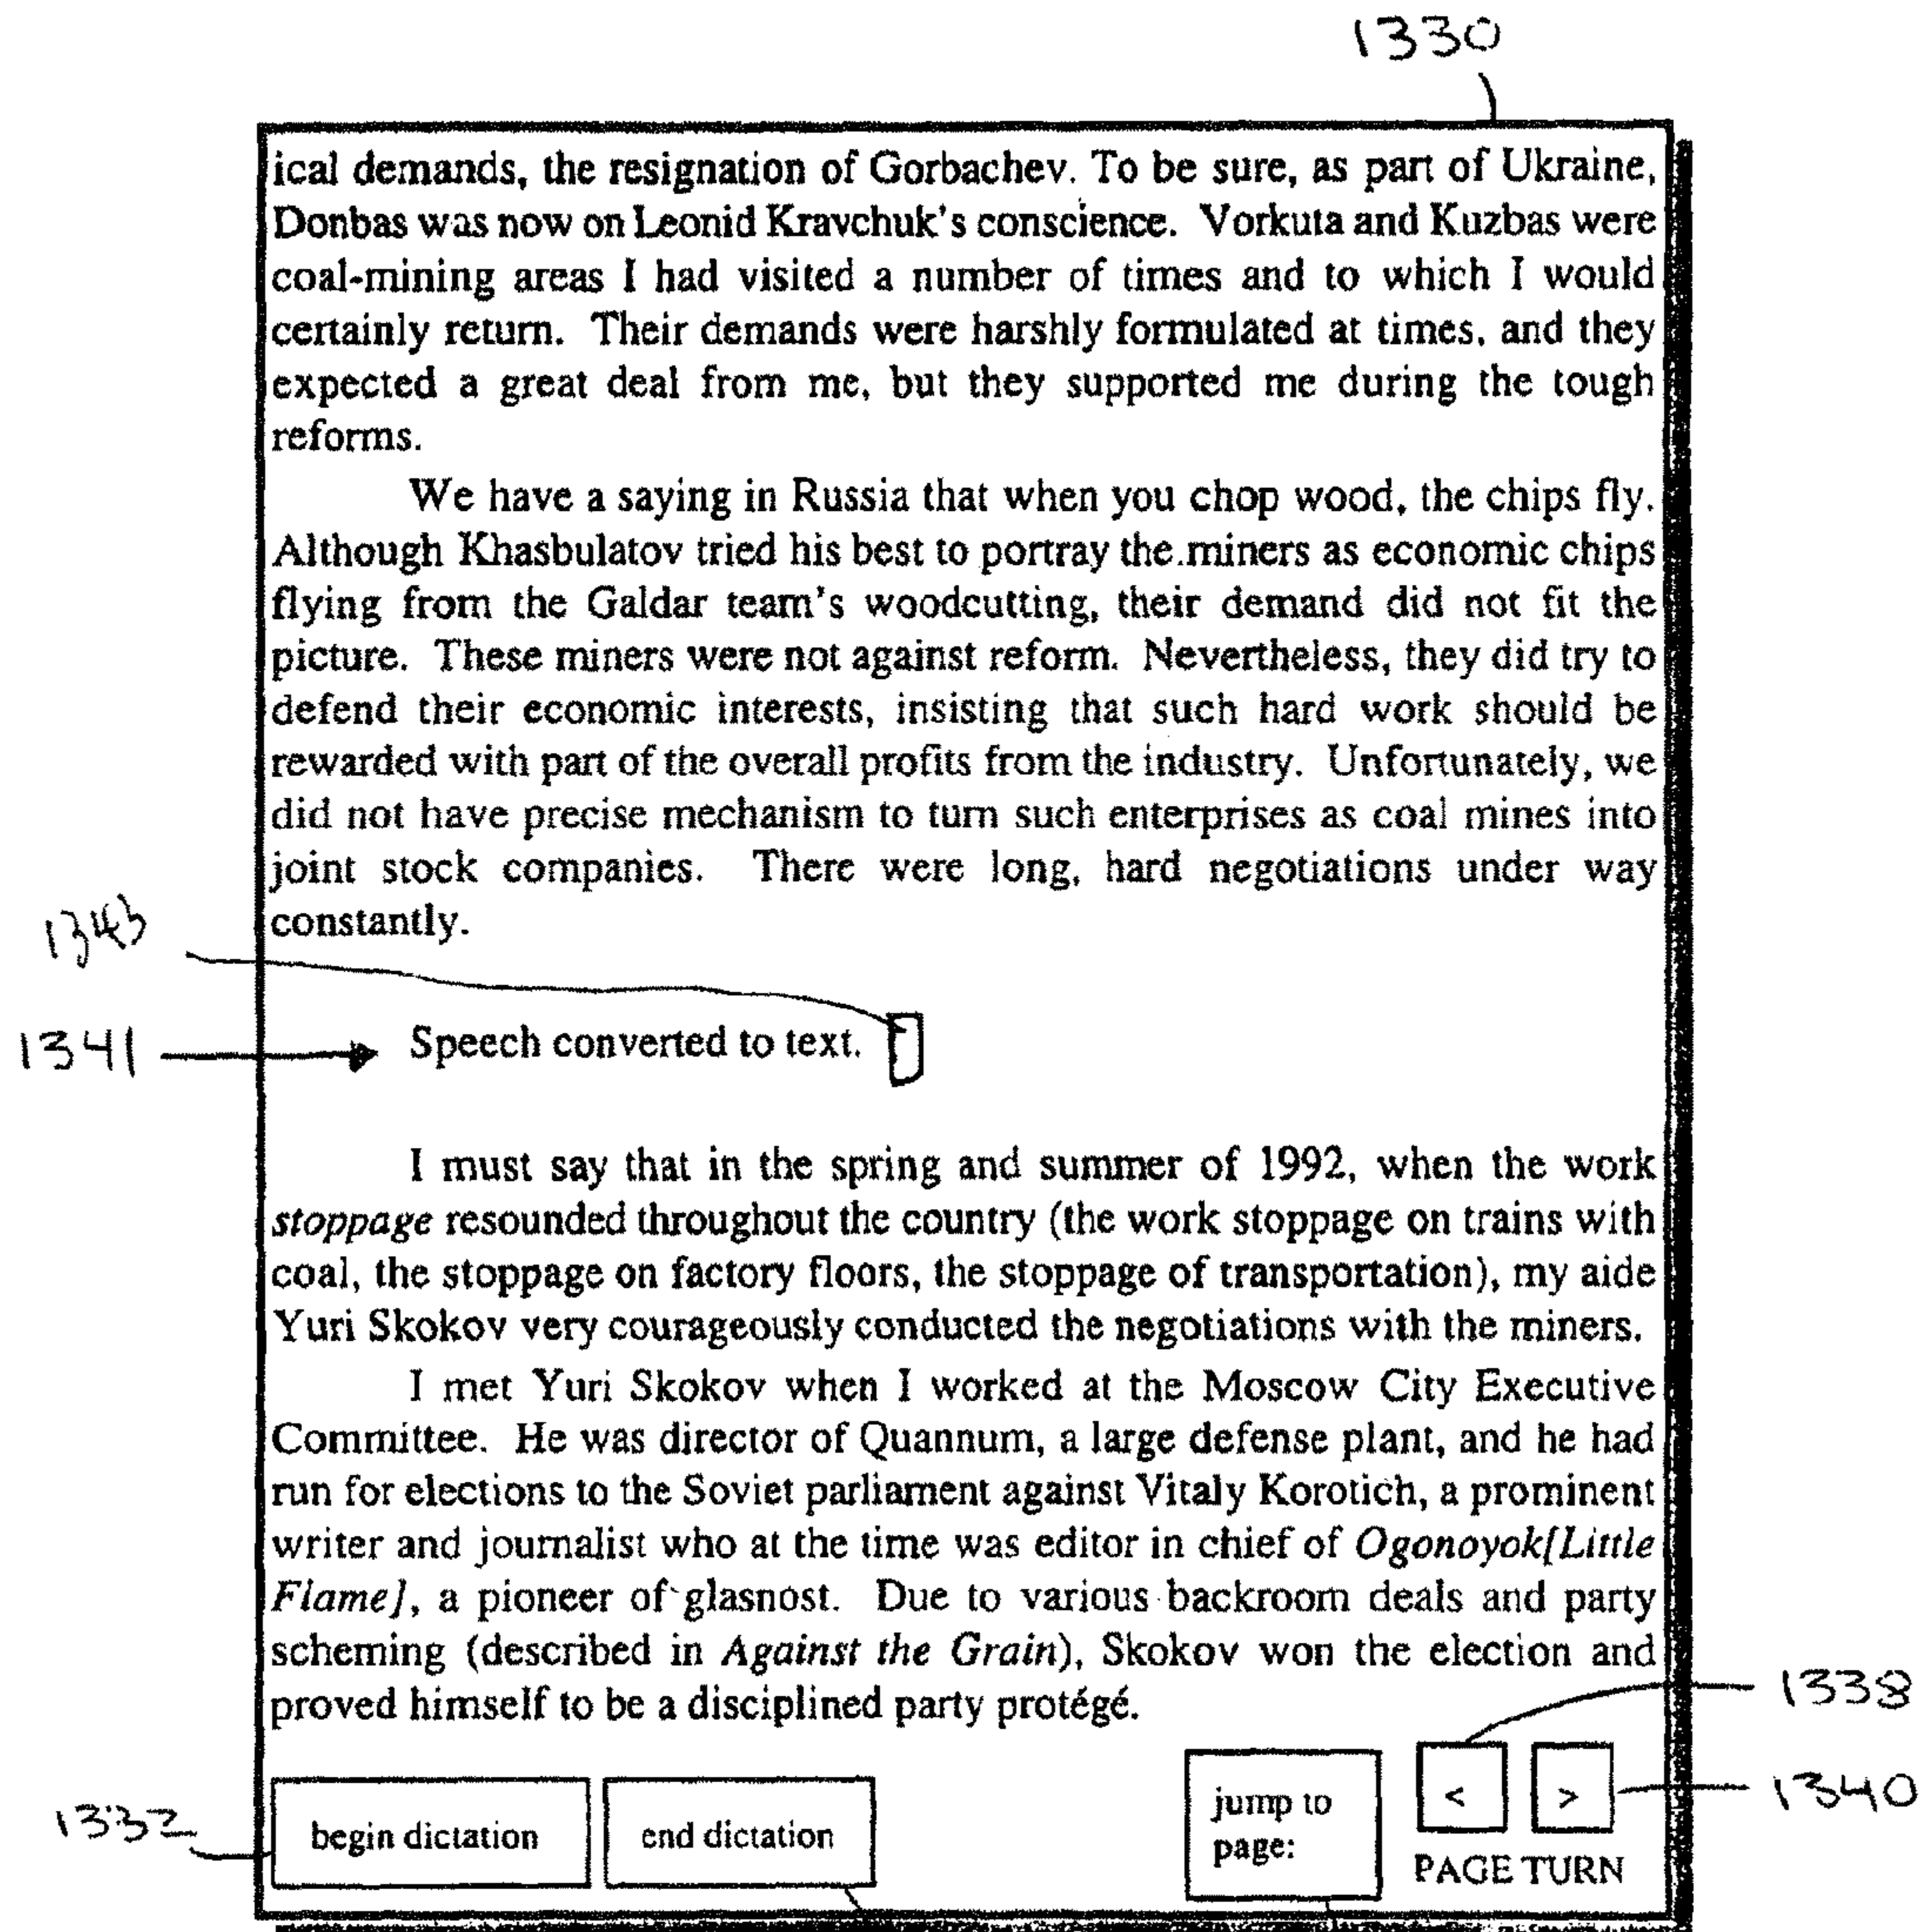 1330
ical demands, the resignation of Gorbachev. To be sure, as part of Ukraine,
Donbas was now on Leonid Kravchuk's conscience. Vorkuta and Kuzbas were
coal-mining areas I had visited a number of times and to which I would
certainly return. Their demands were harshly formulated at times, and they
expected a great deal from me, but they supported me during the tough
reforms.
We have a saying in Russia that when you chop wood, the chips fly.
Although Khasbulatov tried his best to portray the miners as economic chips
flying from the Galdar team's woodcutting, their demand did not fit the
picture. These miners were not against reform. Nevertheless, they did try to
defend their economic interests, insisting that such hard work should be
rewarded with part of the overall profits from the industry. Unfortunately, we
did not have precise mechanism to turn such enterprises as coal mines into
joint stock companies. There were long, hard negotiations under way
constantly.
1343
1341 Speech converted to text.
I must say that in the spring and summer of 1992, when the work
stoppage resounded throughout the country (the work stoppage on trains with
coal, the stoppage on factory floors, the stoppage of transportation), my aide
Yuri Skokov very courageously conducted the negotiations with the miners.
I met Yuri Skokov when I worked at the Moscow City Executive
Committee. He was director of Quannum, a large defense plant, and he had
run for elections to the Soviet parliament against Vitaly Korotich, a prominent
writer and journalist who at the time was editor in chief of Ogonoyok[Little
Flame], a pioneer of glasnost. Due to various backroom deals and party
scheming (described in Against the Grain), Skokov won the election and
proved himself to be a disciplined party protégé.
1338
1332 begin dictation end dictation jump to page: < > 1340
PAGE TURN